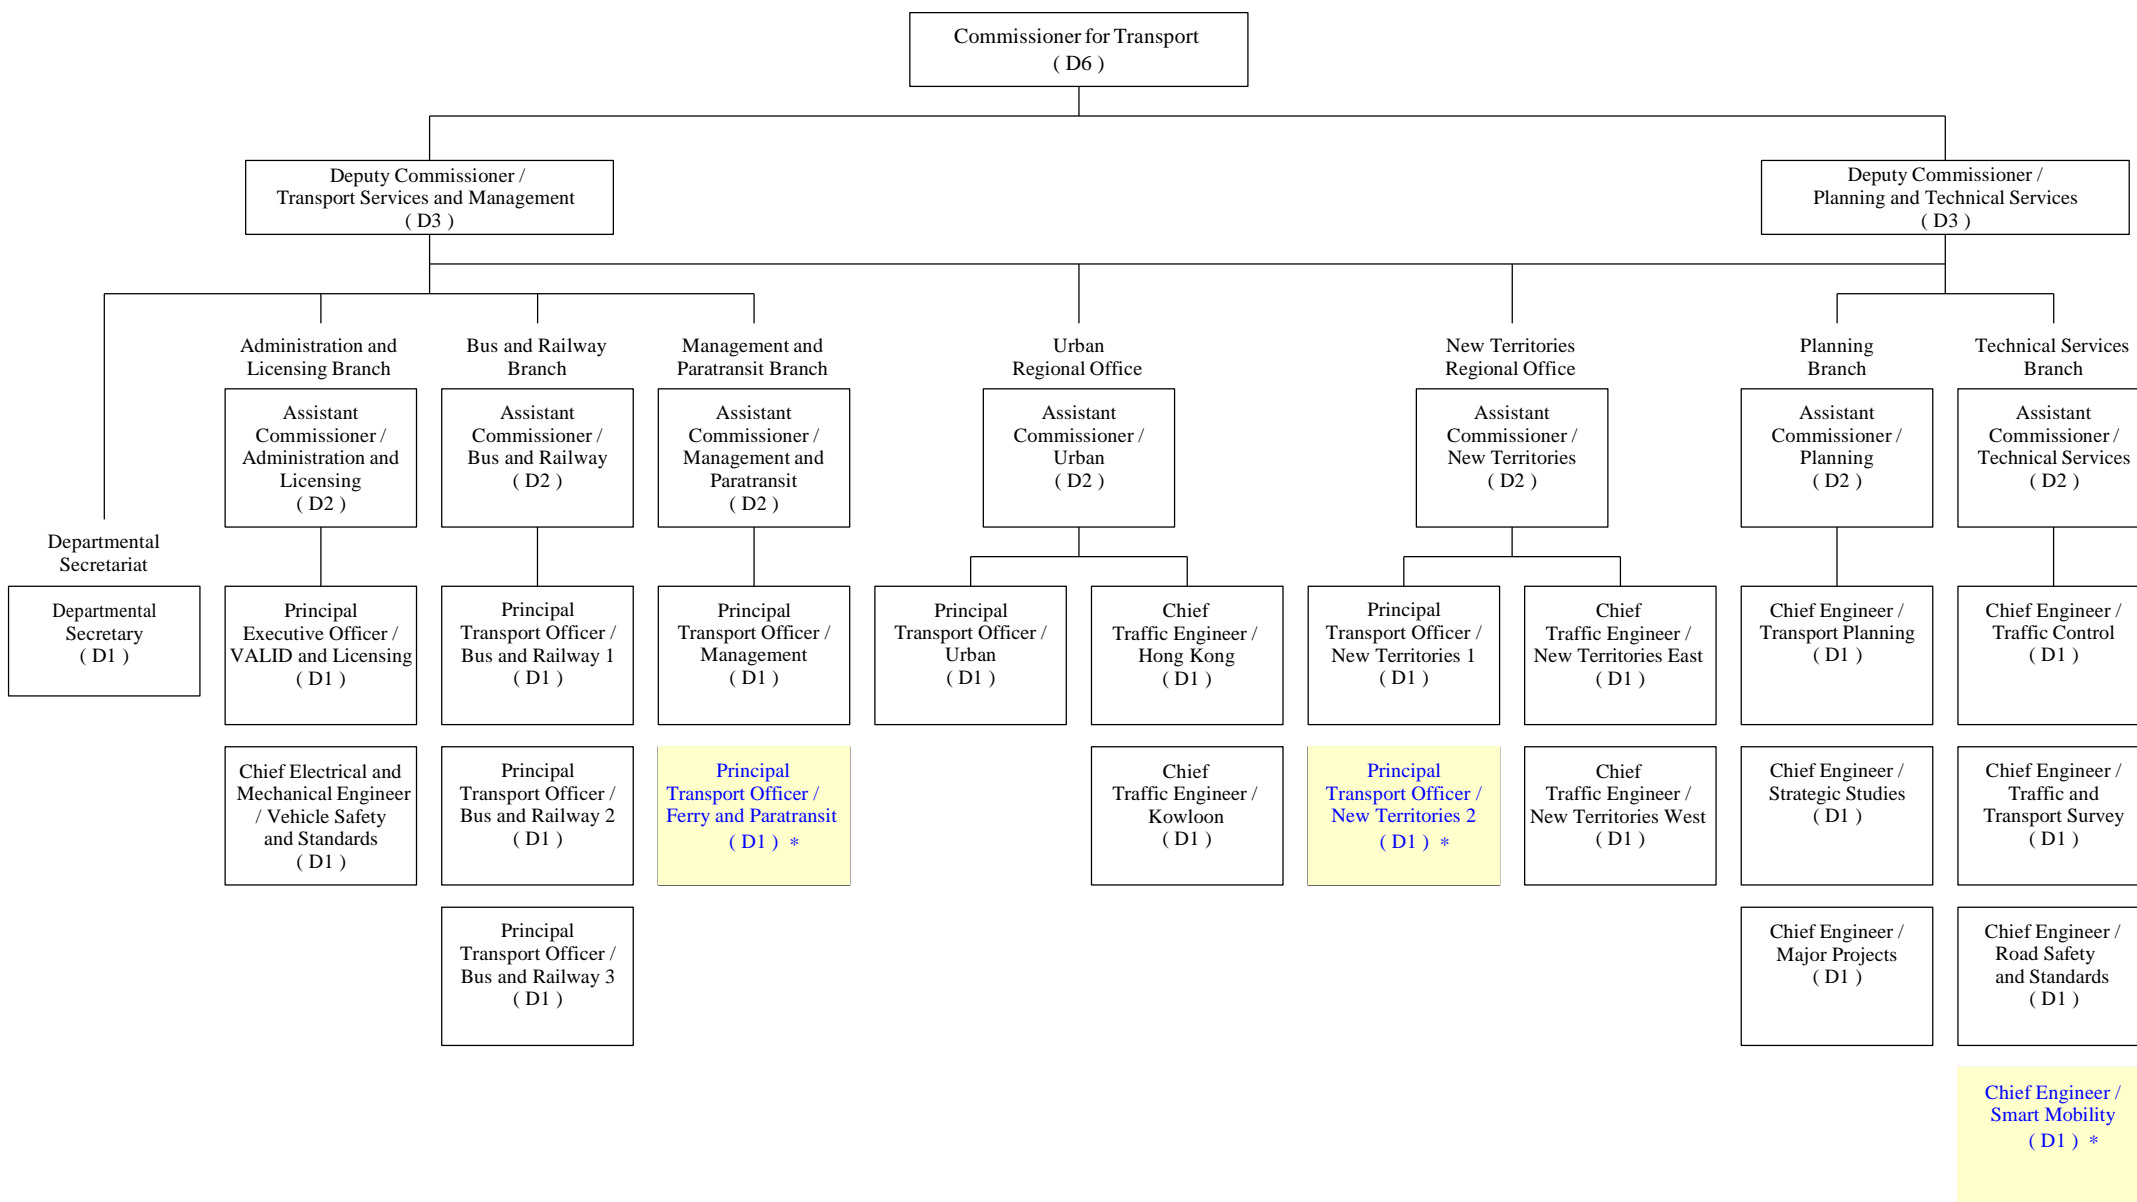 Commissioner for Transport
( D6 )
Deputy Commissioner /
Transport Services and Management
( D3 )
Deputy Commissioner /
Planning and Technical Services
( D3 )
Administration and
Licensing Branch
Bus and Railway
Branch
Management and
Paratransit Branch
Urban
Regional Office
New Territories
Regional Office
Planning
Branch
Technical Services
Branch
Assistant
Commissioner /
Administration and
Licensing
( D2 )
Assistant
Commissioner /
Bus and Railway
( D2 )
Assistant
Commissioner /
Management and
Paratransit
( D2 )
Assistant
Commissioner /
Urban
( D2 )
Assistant
Commissioner /
New Territories
( D2 )
Assistant
Commissioner /
Planning
( D2 )
Assistant
Commissioner /
Technical Services
( D2 )
Departmental
Secretariat
Departmental
Secretary
( D1 )
Principal
Executive Officer /
VALID and Licensing
( D1 )
Principal
Transport Officer /
Bus and Railway 1
( D1 )
Principal
Transport Officer /
Management
( D1 )
Principal
Transport Officer /
Urban
( D1 )
Chief
Traffic Engineer /
Hong Kong
( D1 )
Principal
Transport Officer /
New Territories 1
( D1 )
Chief
Traffic Engineer /
New Territories East
( D1 )
Chief Engineer /
Transport Planning
( D1 )
Chief Engineer /
Traffic Control
( D1 )
Chief Electrical and
Mechanical Engineer
/ Vehicle Safety
and Standards
( D1 )
Principal
Transport Officer /
Bus and Railway 2
( D1 )
Principal
Transport Officer /
Ferry and Paratransit
( D1 ) *
Chief
Traffic Engineer /
Kowloon
( D1 )
Principal
Transport Officer /
New Territories 2
( D1 ) *
Chief
Traffic Engineer /
New Territories West
( D1 )
Chief Engineer /
Strategic Studies
( D1 )
Chief Engineer /
Traffic and
Transport Survey
( D1 )
Principal
Transport Officer /
Bus and Railway 3
( D1 )
Chief Engineer /
Major Projects
( D1 )
Chief Engineer /
Road Safety
and Standards
( D1 )
Chief Engineer /
Smart Mobility
( D1 ) *